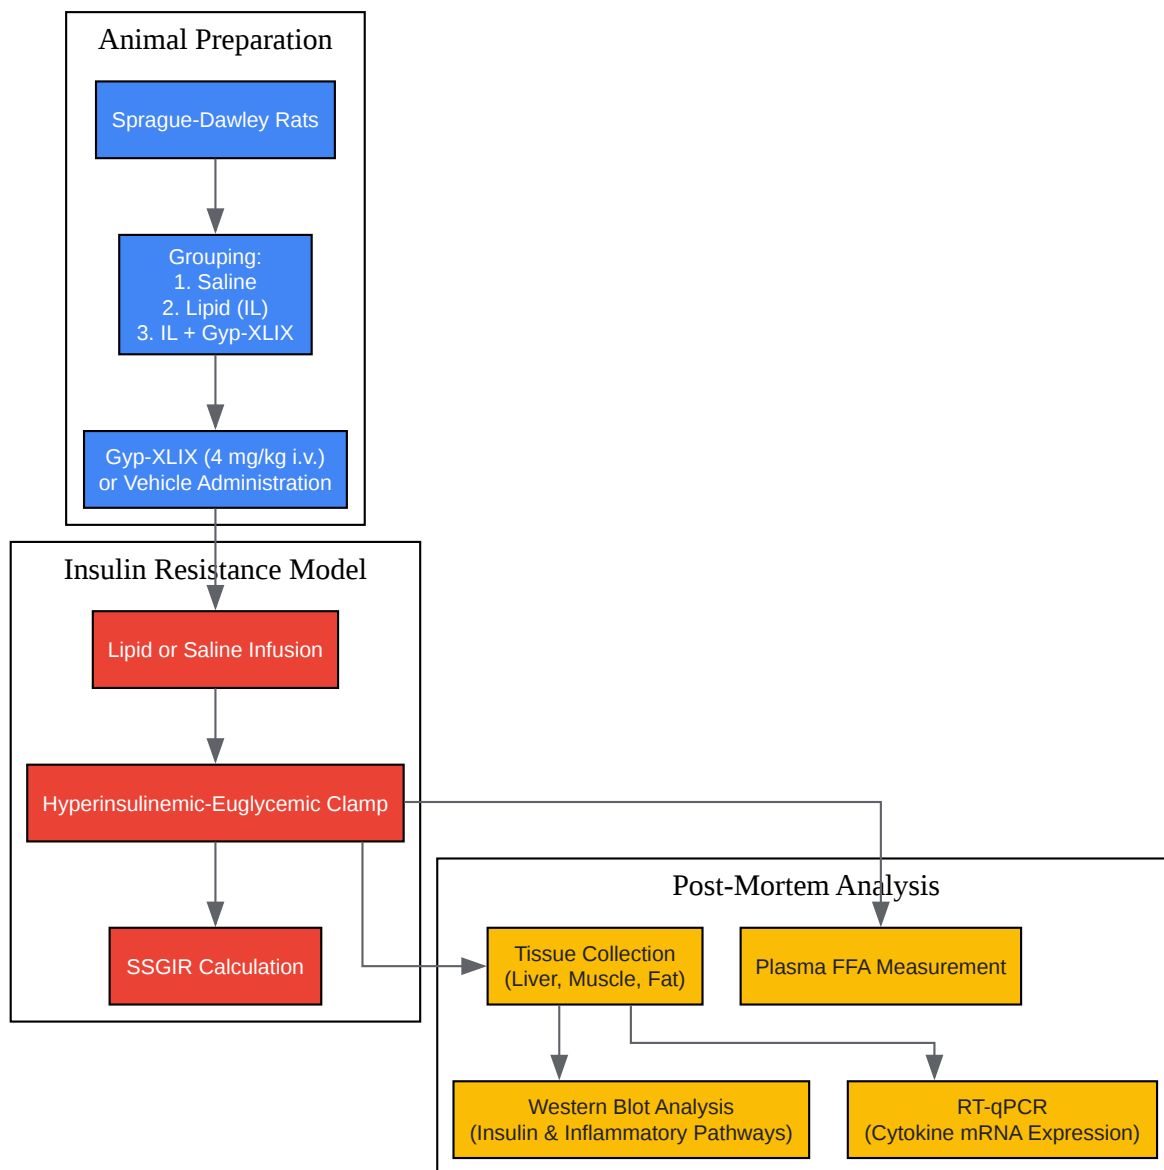 Animal Preparation
Sprague-Dawley Rats
Grouping:
1. Saline
2. Lipid (IL)
3. IL + Gyp-XLIX
Gyp-XLIX (4 mg/kg i.v.)
or Vehicle Administration
Insulin Resistance Model
Lipid or Saline Infusion
Hyperinsulinemic-Euglycemic Clamp
SSGIR Calculation
Post-Mortem Analysis
Tissue Collection
(Liver, Muscle, Fat)
Plasma FFA Measurement
Western Blot Analysis
(Insulin & Inflammatory Pathways)
RT-qPCR
(Cytokine mRNA Expression)